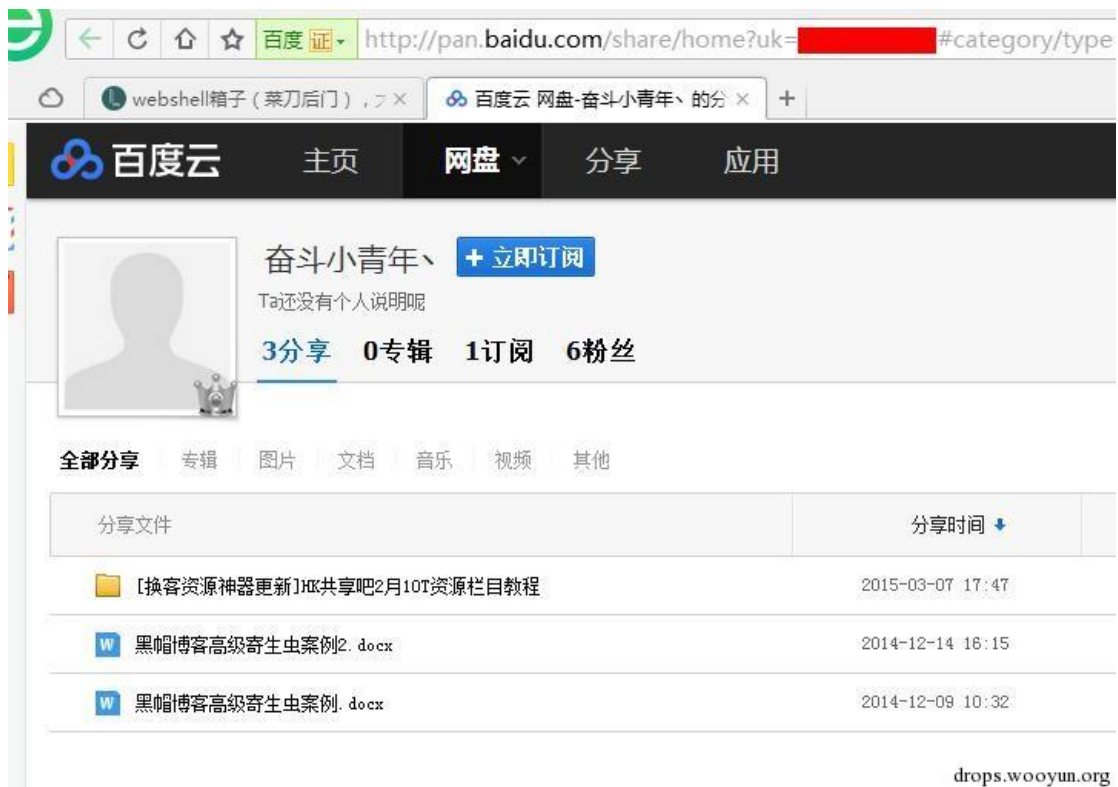 百度 证 http://pan.baidu.com/share/home?uk= #category/type
webshell箱子（菜刀后门）, 百度云 网盘-奋斗小青年、的分
百度云 主页 网盘 分享 应用
奋斗小青年、 + 立即订阅
Ta还没有个人说明呢
3分享 0专辑 1订阅 6粉丝
全部分享 专辑 图片 文档 音乐 视频 其他
分享文件 分享时间
[换客资源神器更新]HK共享吧2月10T资源栏目教程 2015-03-07 17:47
黑帽博客高级寄生虫案例2.docx 2014-12-14 16:15
黑帽博客高级寄生虫案例.docx 2014-12-09 10:32
drops.wooyun.org